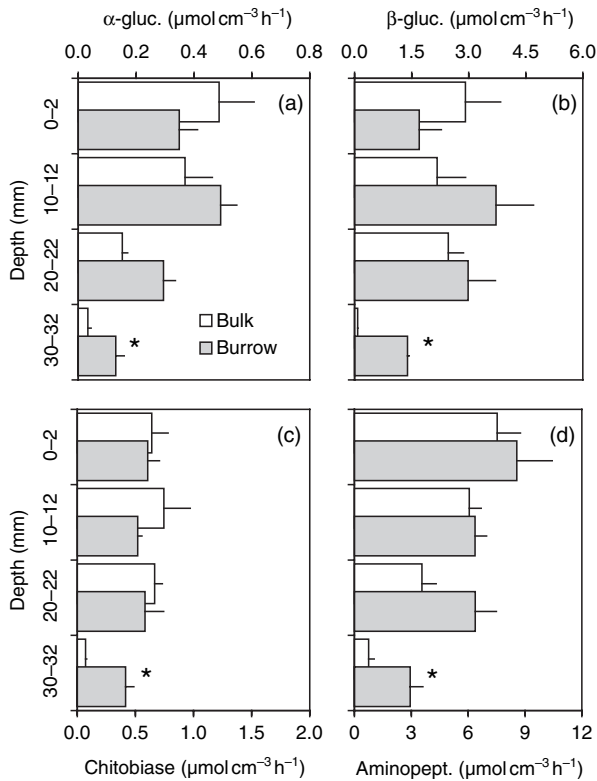 α-gluc. (μmol cm⁻³ h⁻¹)
β-gluc. (μmol cm⁻³ h⁻¹)
0.0 0.2 0.4 0.6 0.8
0.0 1.5 3.0 4.5 6.0
(a)
(b)
Depth (mm)
0–2
10–12
20–22
30–32
Bulk
Burrow
*
*
(c)
(d)
Depth (mm)
0–2
10–12
20–22
30–32
*
*
0.0 0.5 1.0 1.5 2.0
0 3 6 9 12
Chitobiase (μmol cm⁻³ h⁻¹)
Aminopept. (μmol cm⁻³ h⁻¹)